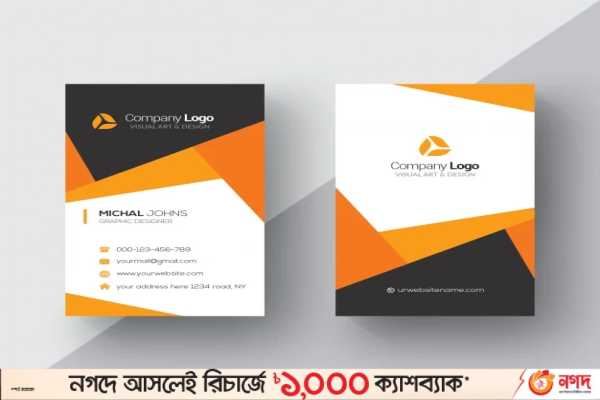 Company Logo
VISUAL ART & DESIGN
MICHAL JOHNS
GRAPHIC DESIGNER
000-123-456-789
yourmail@gmail.com
www.yourwebsite.com
your address here 1234 road, NY
Company Logo
VISUAL ART & DESIGN
urwebsitename.com
নগদে আসলেই রিচার্জে ৳১,০০০ ক্যাশব্যাক*
নগদ